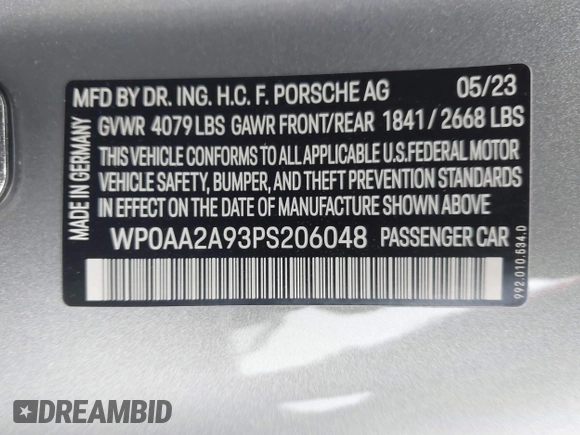 MFD BY DR. ING. H.C. F. PORSCHE AG 05/23
GVWR 4079 LBS GAWR FRONT/REAR 1841 / 2668 LBS
THIS VEHICLE CONFORMS TO ALL APPLICABLE U.S. FEDERAL MOTOR
VEHICLE SAFETY, BUMPER, AND THEFT PREVENTION STANDARDS
IN EFFECT ON THE DATE OF MANUFACTURE SHOWN ABOVE
WP0AA2A93PS206048 PASSENGER CAR
MADE IN GERMANY
992.010.534.D
DREAMBID